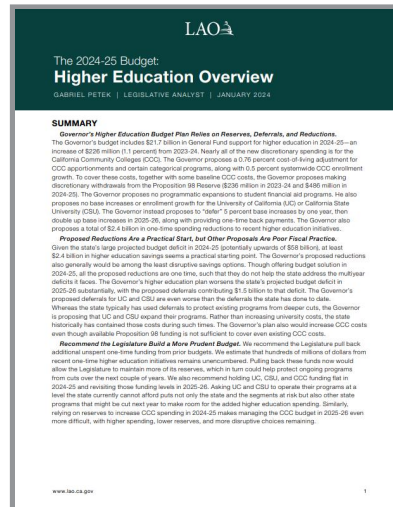 LAO
The 2024-25 Budget:
Higher Education Overview
GABRIEL PETEK | LEGISLATIVE ANALYST | JANUARY 2024
SUMMARY
Governor's Higher Education Budget Plan Relies on Reserves, Deferrals, and Reductions.
The Governor's budget includes $21.7 billion in General Fund support for higher education in 2024-25—an
increase of $226 million (1.1 percent) from 2023-24. Nearly all of the new discretionary spending is for the
California Community Colleges (CCC). The Governor proposes a 0.76 percent cost-of-living adjustment for
CCC apportionments and certain categorical programs, along with 0.5 percent systemwide CCC enrollment
growth. To cover these costs, together with some baseline CCC costs, the Governor proposes making
discretionary withdrawals from the Proposition 98 Reserve ($236 million in 2023-24 and $486 million in
2024-25). The Governor proposes no programmatic expansions to student financial aid programs. He also
proposes no base increases or enrollment growth for the University of California (UC) or California State
University (CSU). The Governor instead proposes to "defer" 5 percent base increases by one year, then
double up base increases in 2025-26, along with providing one-time back payments. The Governor also
proposes a total of $2.4 billion in one-time spending reductions to recent higher education initiatives.
Proposed Reductions Are a Practical Start, but Other Proposals Are Poor Fiscal Practice.
Given the state's large projected budget deficit in 2024-25 (potentially upwards of $58 billion), at least
$2.4 billion in higher education savings seems a practical starting point. The Governor's proposed reductions
also generally would be among the least disruptive savings options. Though offering budget solution in
2024-25, all the proposed reductions are one time, such that they do not help the state address the multiyear
deficits it faces. The Governor's higher education plan worsens the state's projected budget deficit in
2025-26 substantially, with the proposed deferrals contributing $1.5 billion to that deficit. The Governor's
proposed deferrals for UC and CSU are even worse than the deferrals the state has done to date.
Whereas the state typically has used deferrals to protect existing programs from deeper cuts, the Governor
is proposing that UC and CSU expand their programs. Rather than increasing university costs, the state
historically has contained those costs during such times. The Governor's plan also would increase CCC costs
even though available Proposition 98 funding is not sufficient to cover even existing CCC costs.
Recommend the Legislature Build a More Prudent Budget. We recommend the Legislature pull back
additional unspent one-time funding from prior budgets. We estimate that hundreds of millions of dollars from
recent one-time higher education initiatives remains unencumbered. Pulling back these funds now would
allow the Legislature to maintain more of its reserves, which in turn could help protect ongoing programs
from cuts over the next couple of years. We also recommend holding UC, CSU, and CCC funding flat in
2024-25 and revisiting those funding levels in 2025-26. Asking UC and CSU to operate their programs at a
level the state currently cannot afford puts not only the state and the segments at risk but also other state
programs that might be cut next year to make room for the added higher education spending. Similarly,
relying on reserves to increase CCC spending in 2024-25 makes managing the CCC budget in 2025-26 even
more difficult, with higher spending, lower reserves, and more disruptive choices remaining.
www.lao.ca.gov 1